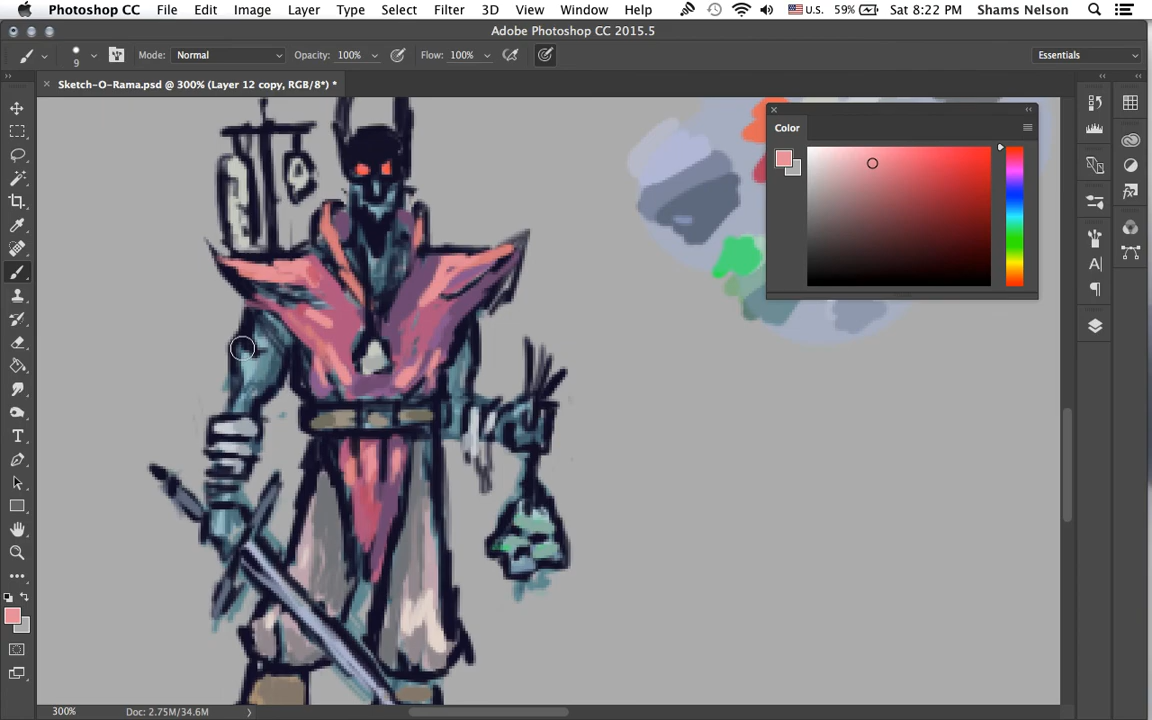 Photoshop CC File Edit Image Layer Type Select Filter 3D View Window Help U.S. 59% Sat 8:22 PM Shams Nelson
Adobe Photoshop CC 2015.5
9 Mode: Normal Opacity: 100% Flow: 100% Essentials
Sketch-O-Rama.psd @ 300% (Layer 12 copy, RGB/8*) *
Color
300% Doc: 2.75M/34.6M